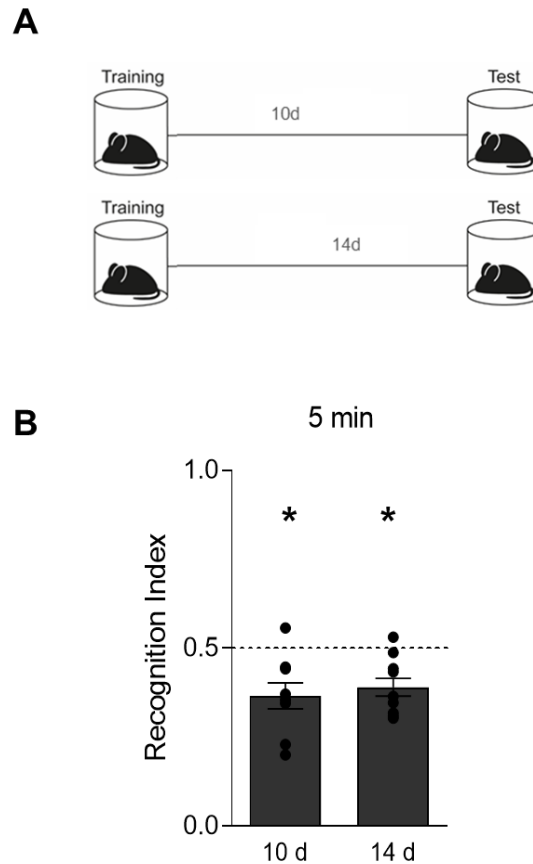 A
Training
Test
10d
Training
Test
14d
B
5 min
1.0
* *
Recognition Index
0.5
0.0
10 d 14 d